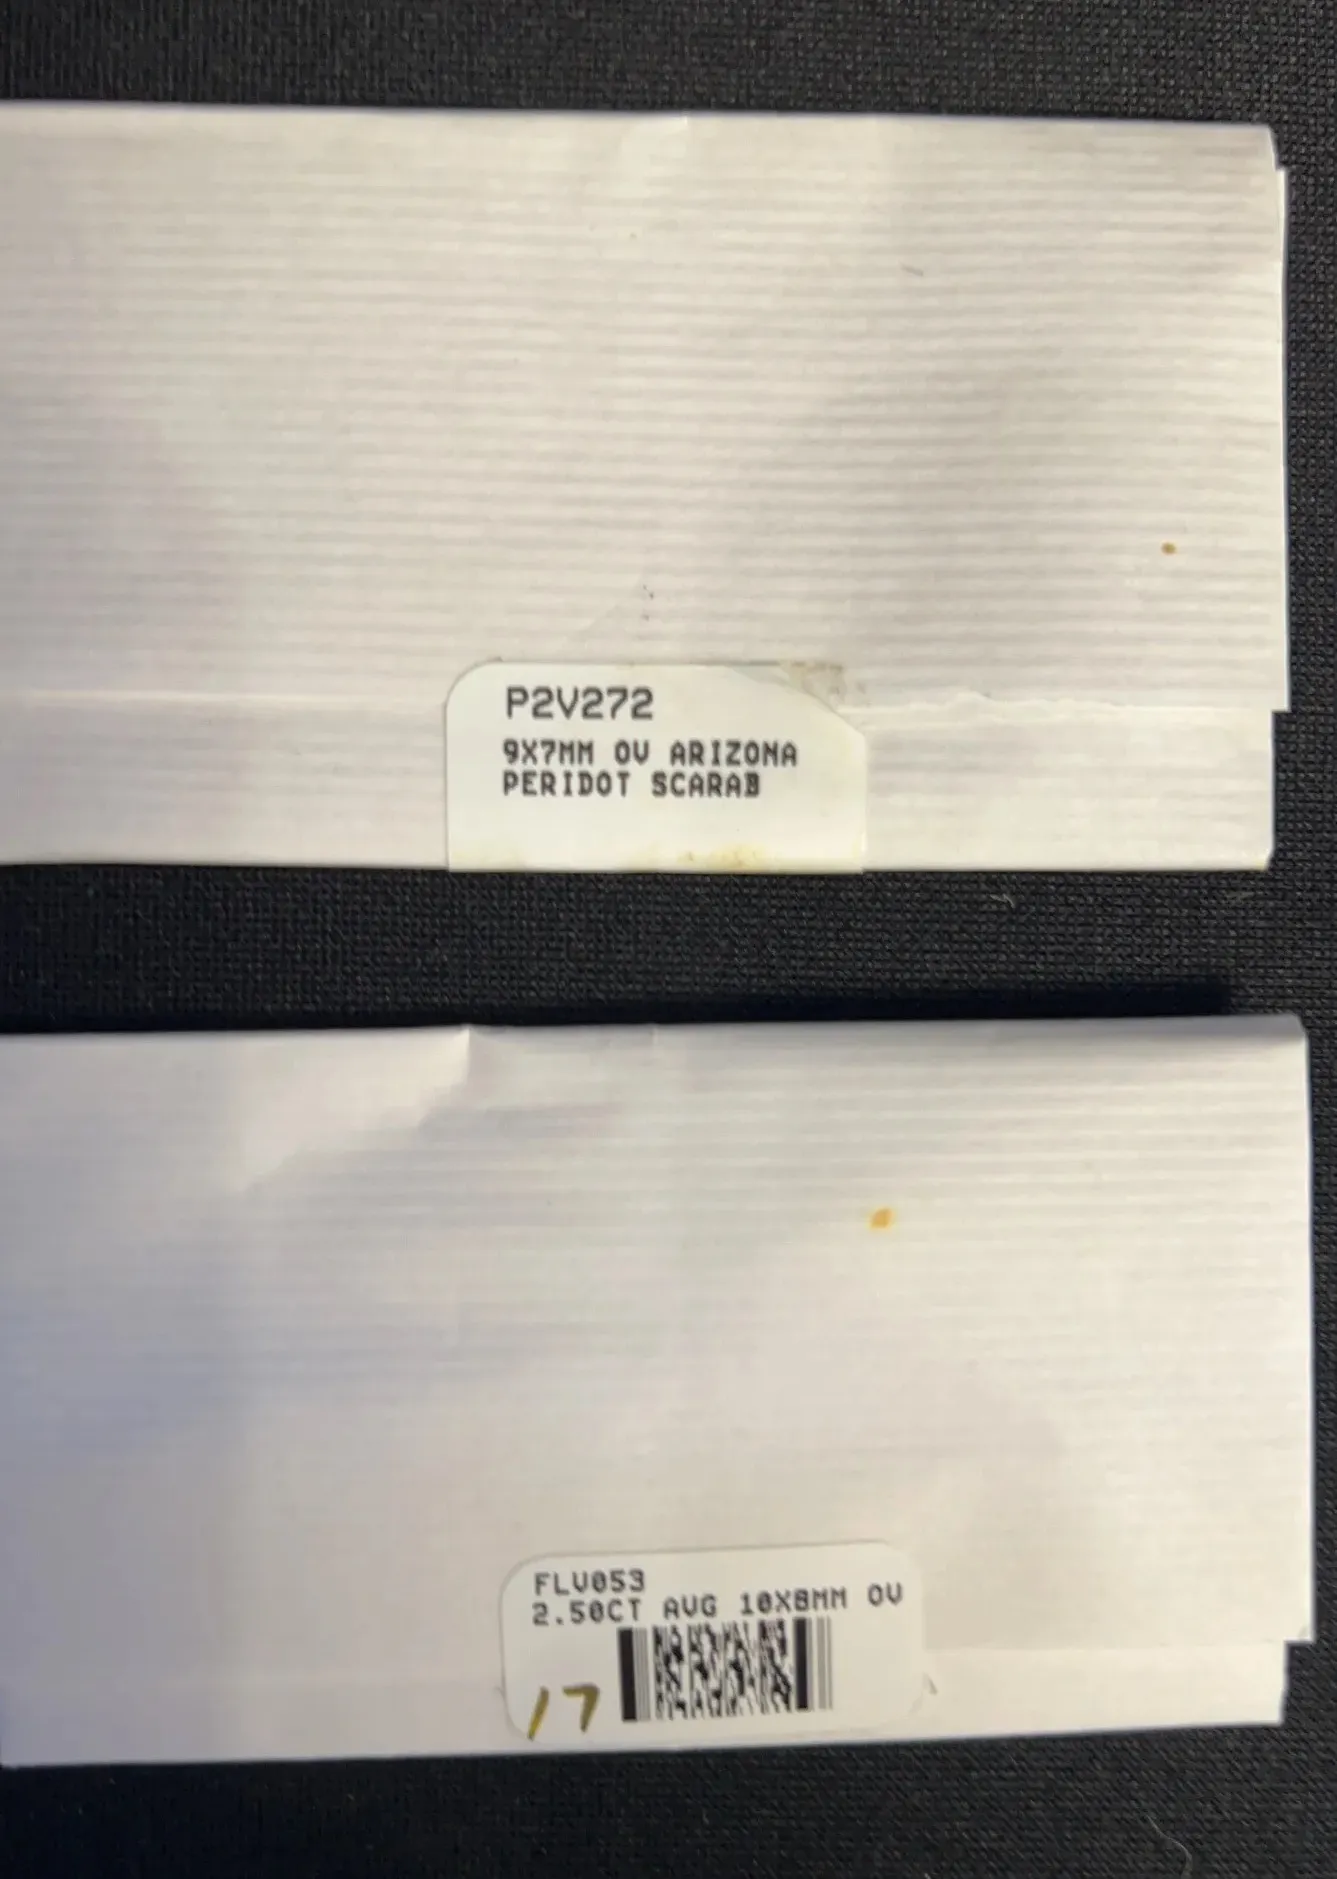 P2V272
9X7MM OV ARIZONA
PERIDOT SCARAB
FLV053
2.50CT AVG 10X8MM OV
17